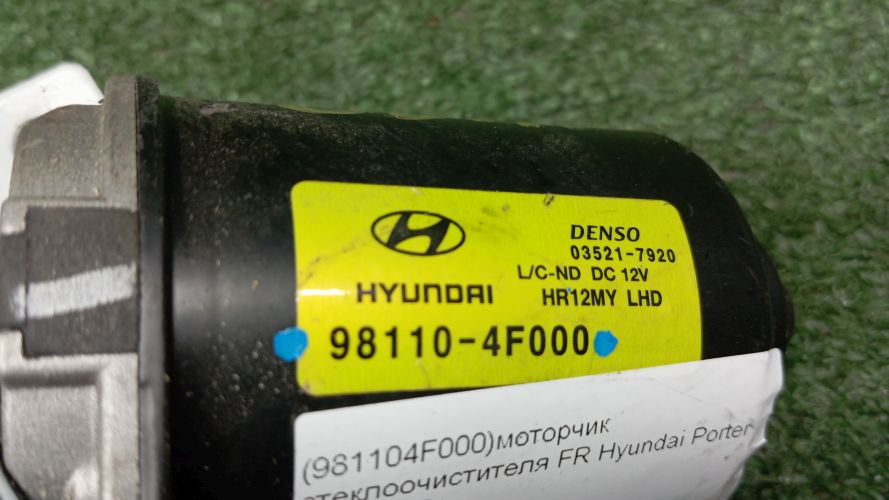 DENSO
03521-7920
L/C-ND DC 12V
HYUNDAI HR12MY LHD
98110-4F000
(981104F000)моторчик
стеклоочистителя FR Hyundai Porter